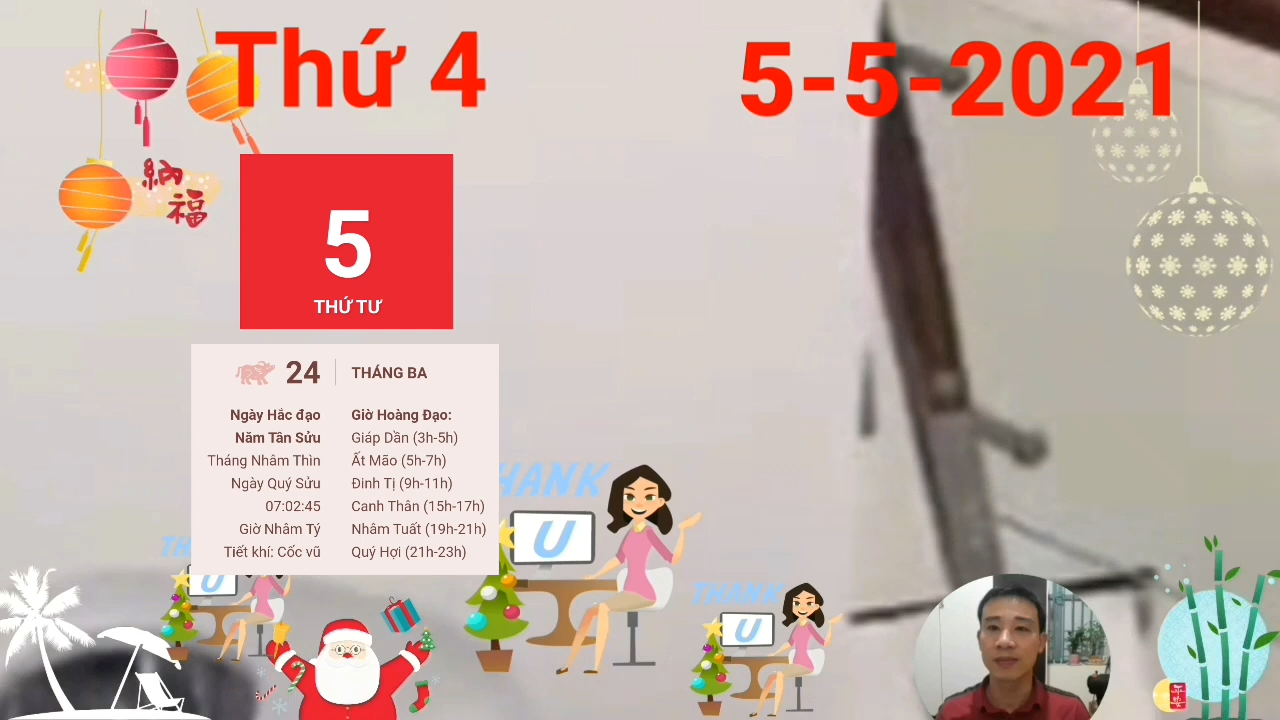 Thứ 4
5-5-2021
納
福
5
THỨ TƯ
24
THÁNG BA
Ngày Hắc đạo
Giờ Hoàng Đạo:
Năm Tân Sửu
Giáp Dần (3h-5h)
Tháng Nhâm Thìn
Ất Mão (5h-7h)
Ngày Quý Sửu
Đinh Tị (9h-11h)
07:02:45
Canh Thân (15h-17h)
Giờ Nhâm Tý
Nhâm Tuất (19h-21h)
Tiết khí: Cốc vũ
Quý Hợi (21h-23h)
HANK
U
TH
U
THANK
U